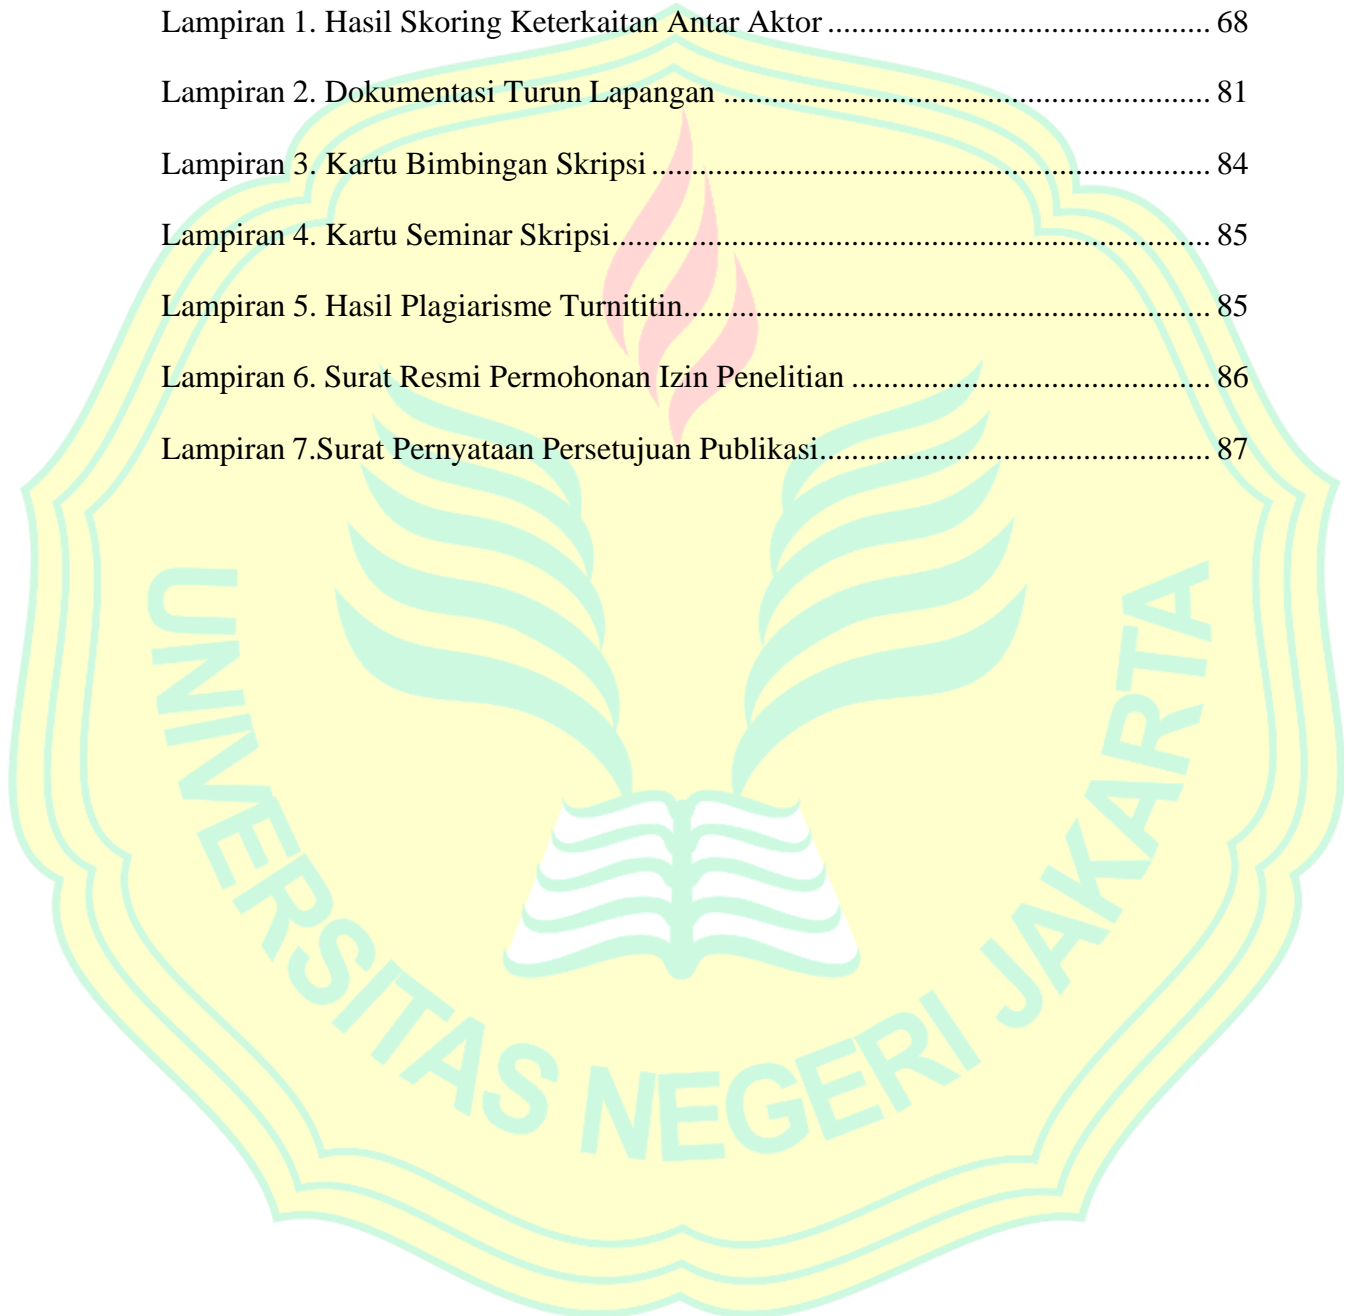 Lampiran 1. Hasil Skoring Keterkaitan Antar Aktor ................................................ 68
Lampiran 2. Dokumentasi Turun Lapangan ............................................................. 81
Lampiran 3. Kartu Bimbingan Skripsi ...................................................................... 84
Lampiran 4. Kartu Seminar Skripsi........................................................................... 85
Lampiran 5. Hasil Plagiarisme Turnititin.................................................................. 85
Lampiran 6. Surat Resmi Permohonan Izin Penelitian ............................................. 86
Lampiran 7.Surat Pernyataan Persetujuan Publikasi................................................. 87
UNIVERSITAS NEGERI JAKARTA